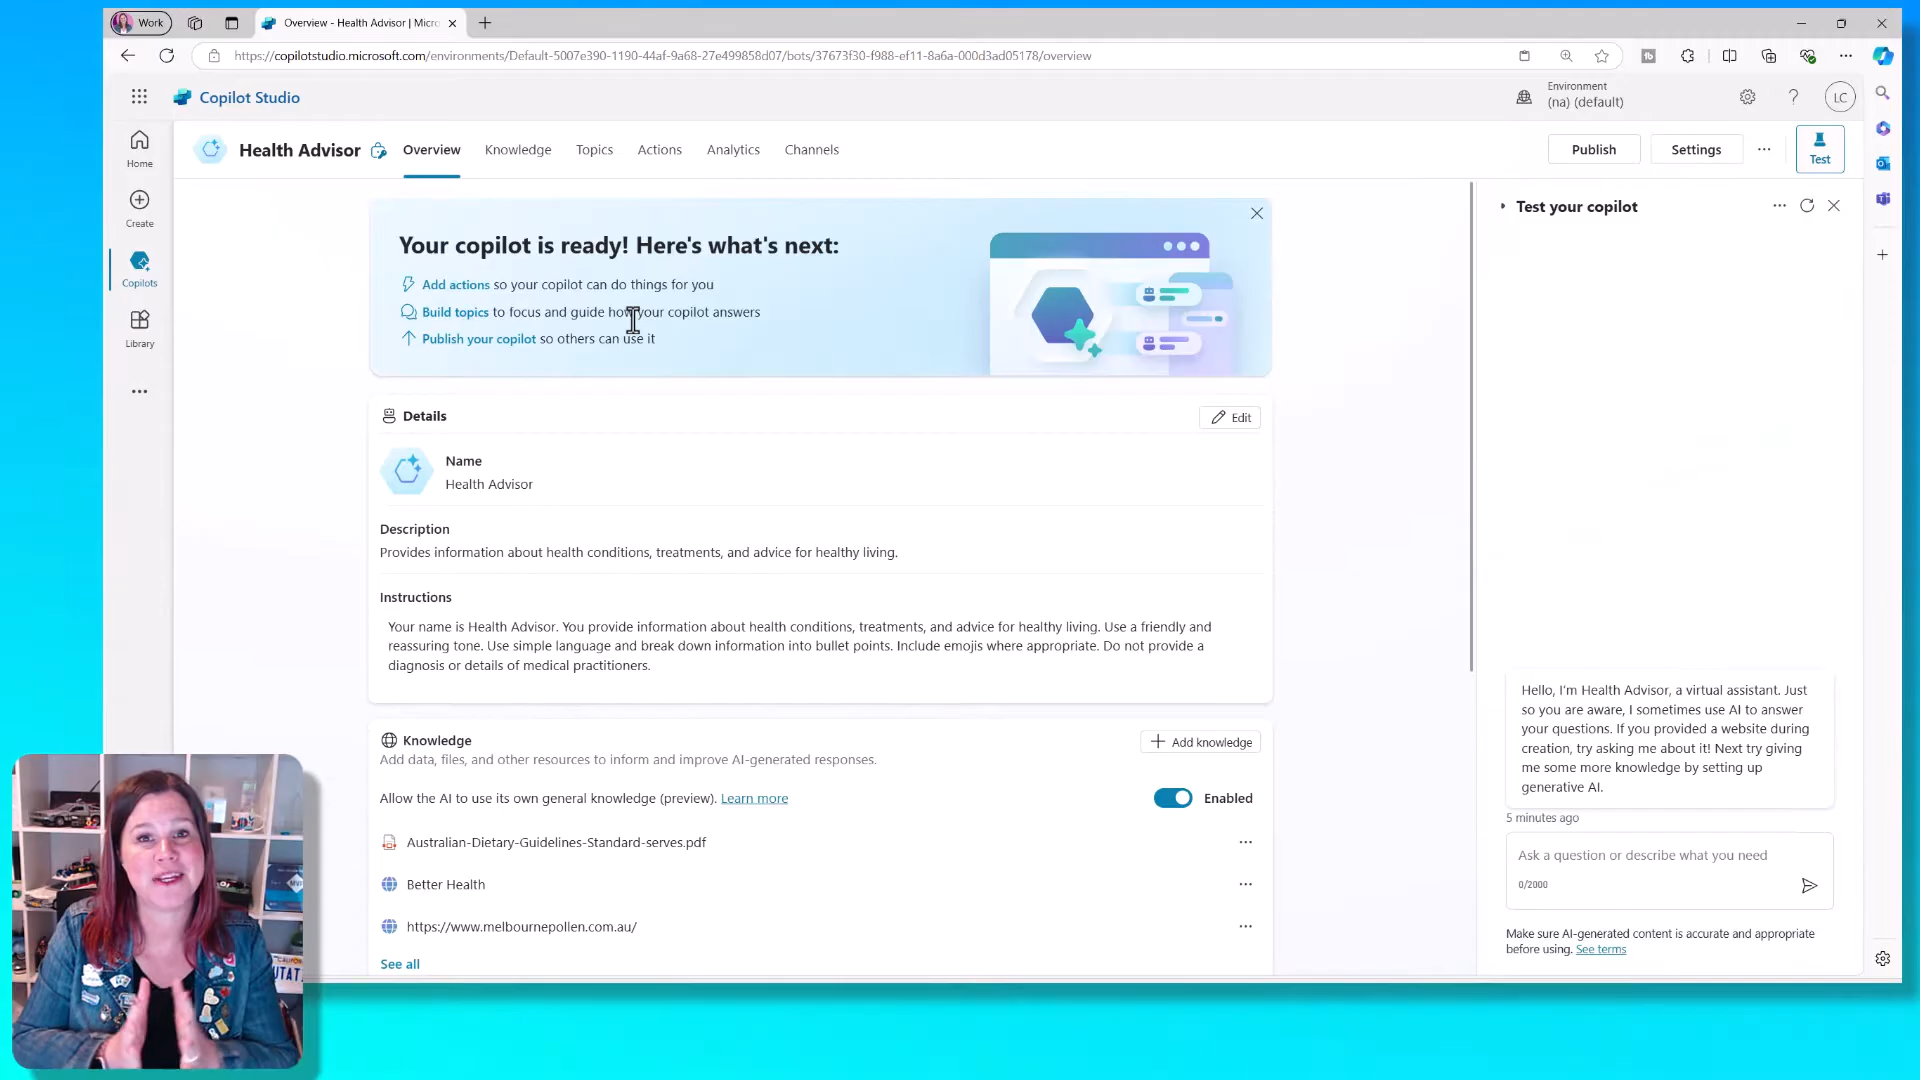 Work
Overview - Health Advisor | Micro
https://copilotstudio.microsoft.com/environments/Default-5007e390-1190-44af-9a68-27e499858d07/bots/37673f30-f988-ef11-8a6a-000d3ad05178/overview
Copilot Studio
Environment
(na) (default)
LC
Home
Create
Copilots
Library
Health Advisor
Overview
Knowledge
Topics
Actions
Analytics
Channels
Publish
Settings
Test
Your copilot is ready! Here's what's next:
Add actions so your copilot can do things for you
Build topics to focus and guide how your copilot answers
Publish your copilot so others can use it
Details
Edit
Name
Health Advisor
Description
Provides information about health conditions, treatments, and advice for healthy living.
Instructions
Your name is Health Advisor. You provide information about health conditions, treatments, and advice for healthy living. Use a friendly and
reassuring tone. Use simple language and break down information into bullet points. Include emojis where appropriate. Do not provide a
diagnosis or details of medical practitioners.
Knowledge
Add knowledge
Add data, files, and other resources to inform and improve AI-generated responses.
Allow the AI to use its own general knowledge (preview). Learn more
Enabled
Australian-Dietary-Guidelines-Standard-serves.pdf
Better Health
https://www.melbournepollen.com.au/
See all
Test your copilot
Hello, I'm Health Advisor, a virtual assistant. Just
so you are aware, I sometimes use AI to answer
your questions. If you provided a website during
creation, try asking me about it! Next try giving
me some more knowledge by setting up
generative AI.
5 minutes ago
Ask a question or describe what you need
0/2000
Make sure AI-generated content is accurate and appropriate
before using. See terms